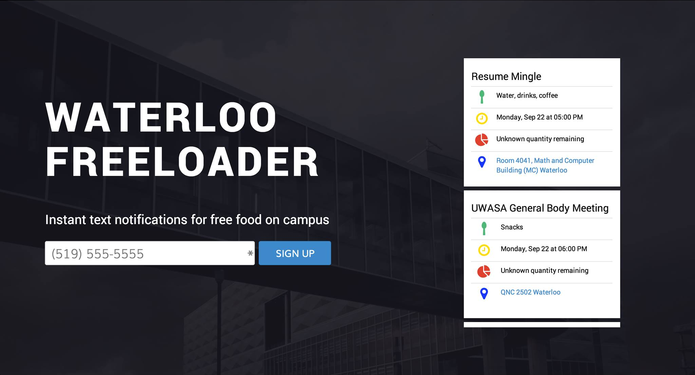 WATERLOO
FREELOADER
Instant text notifications for free food on campus
(519) 555-5555
SIGN UP
Resume Mingle
Water, drinks, coffee
Monday, Sep 22 at 05:00 PM
Unknown quantity remaining
Room 4041, Math and Computer
Building (MC) Waterloo
UWASA General Body Meeting
Snacks
Monday, Sep 22 at 06:00 PM
Unknown quantity remaining
QNC 2502 Waterloo